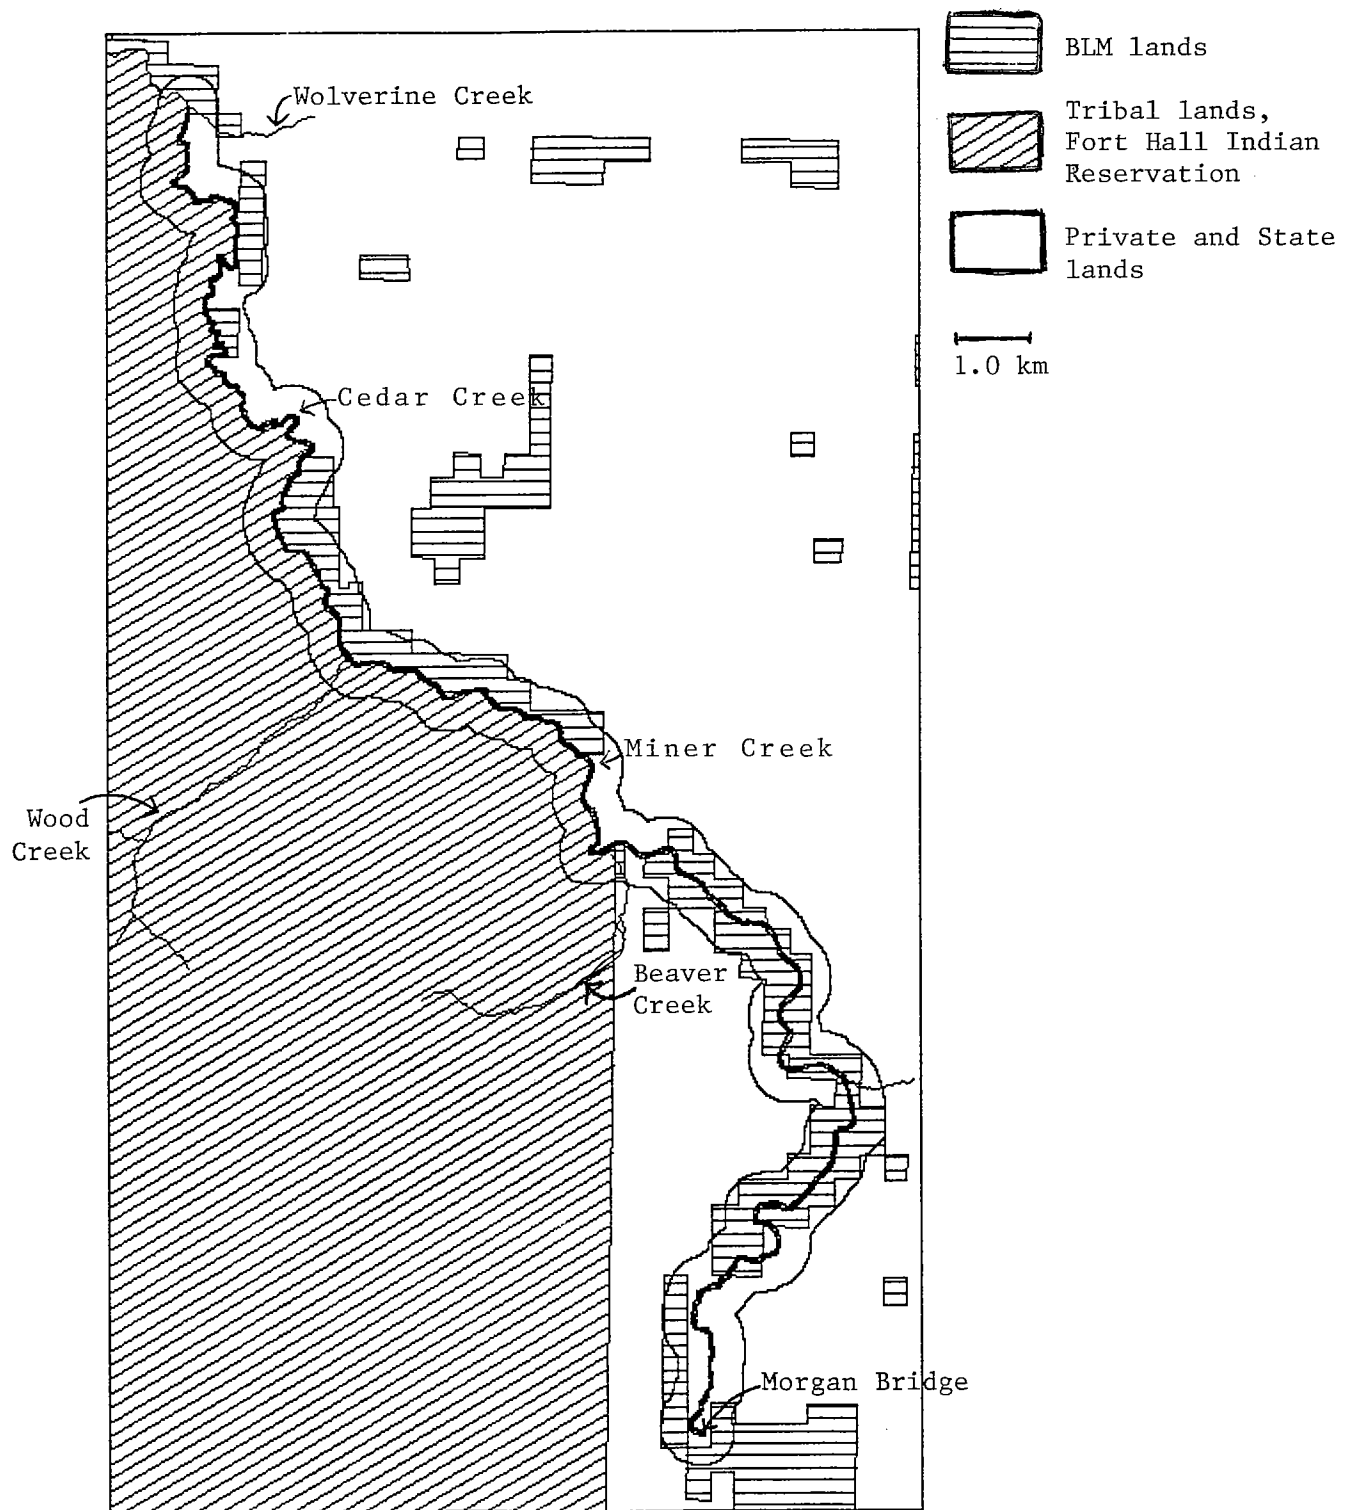 BLM lands
Tribal lands,
Fort Hall Indian
Reservation
Private and State
lands
1.0 km
Wolverine Creek
Cedar Creek
Miner Creek
Wood
Creek
Beaver
Creek
Morgan Bridge